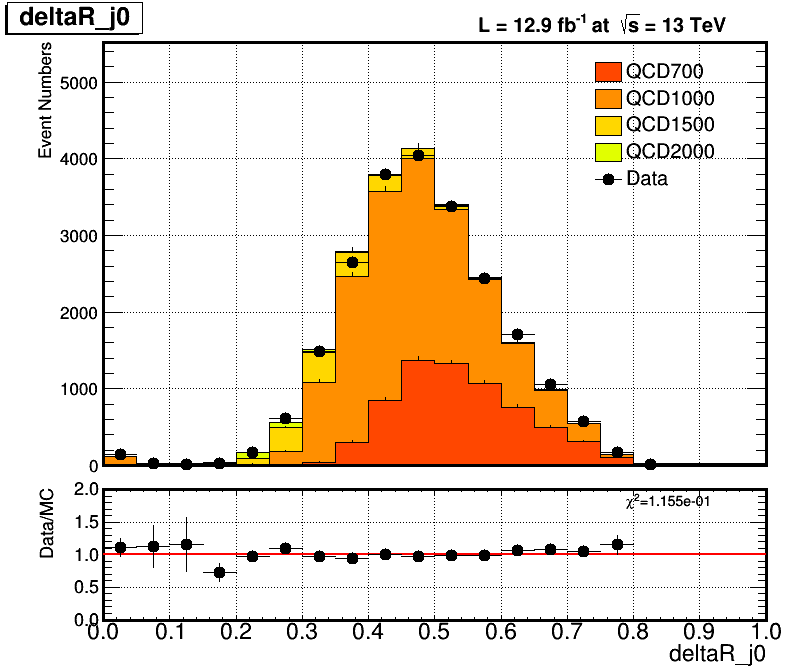 deltaR_j0
L = 12.9 fb⁻¹ at √s = 13 TeV
Event Numbers
5000
4000
3000
2000
1000
0
QCD700
QCD1000
QCD1500
QCD2000
Data
Data/MC
2.0
1.5
1.0
0.5
0.0
χ²=1.155e-01
0.0 0.1 0.2 0.3 0.4 0.5 0.6 0.7 0.8 0.9 1.0
deltaR_j0